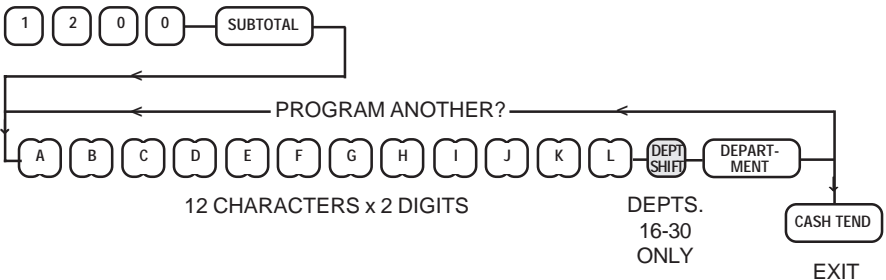 1 2 0 0 SUBTOTAL
PROGRAM ANOTHER?
A B C D E F G H I J K L DEPT SHIFT DEPART-MENT
12 CHARACTERS x 2 DIGITS
DEPTS.
16-30
ONLY
CASH TEND
EXIT